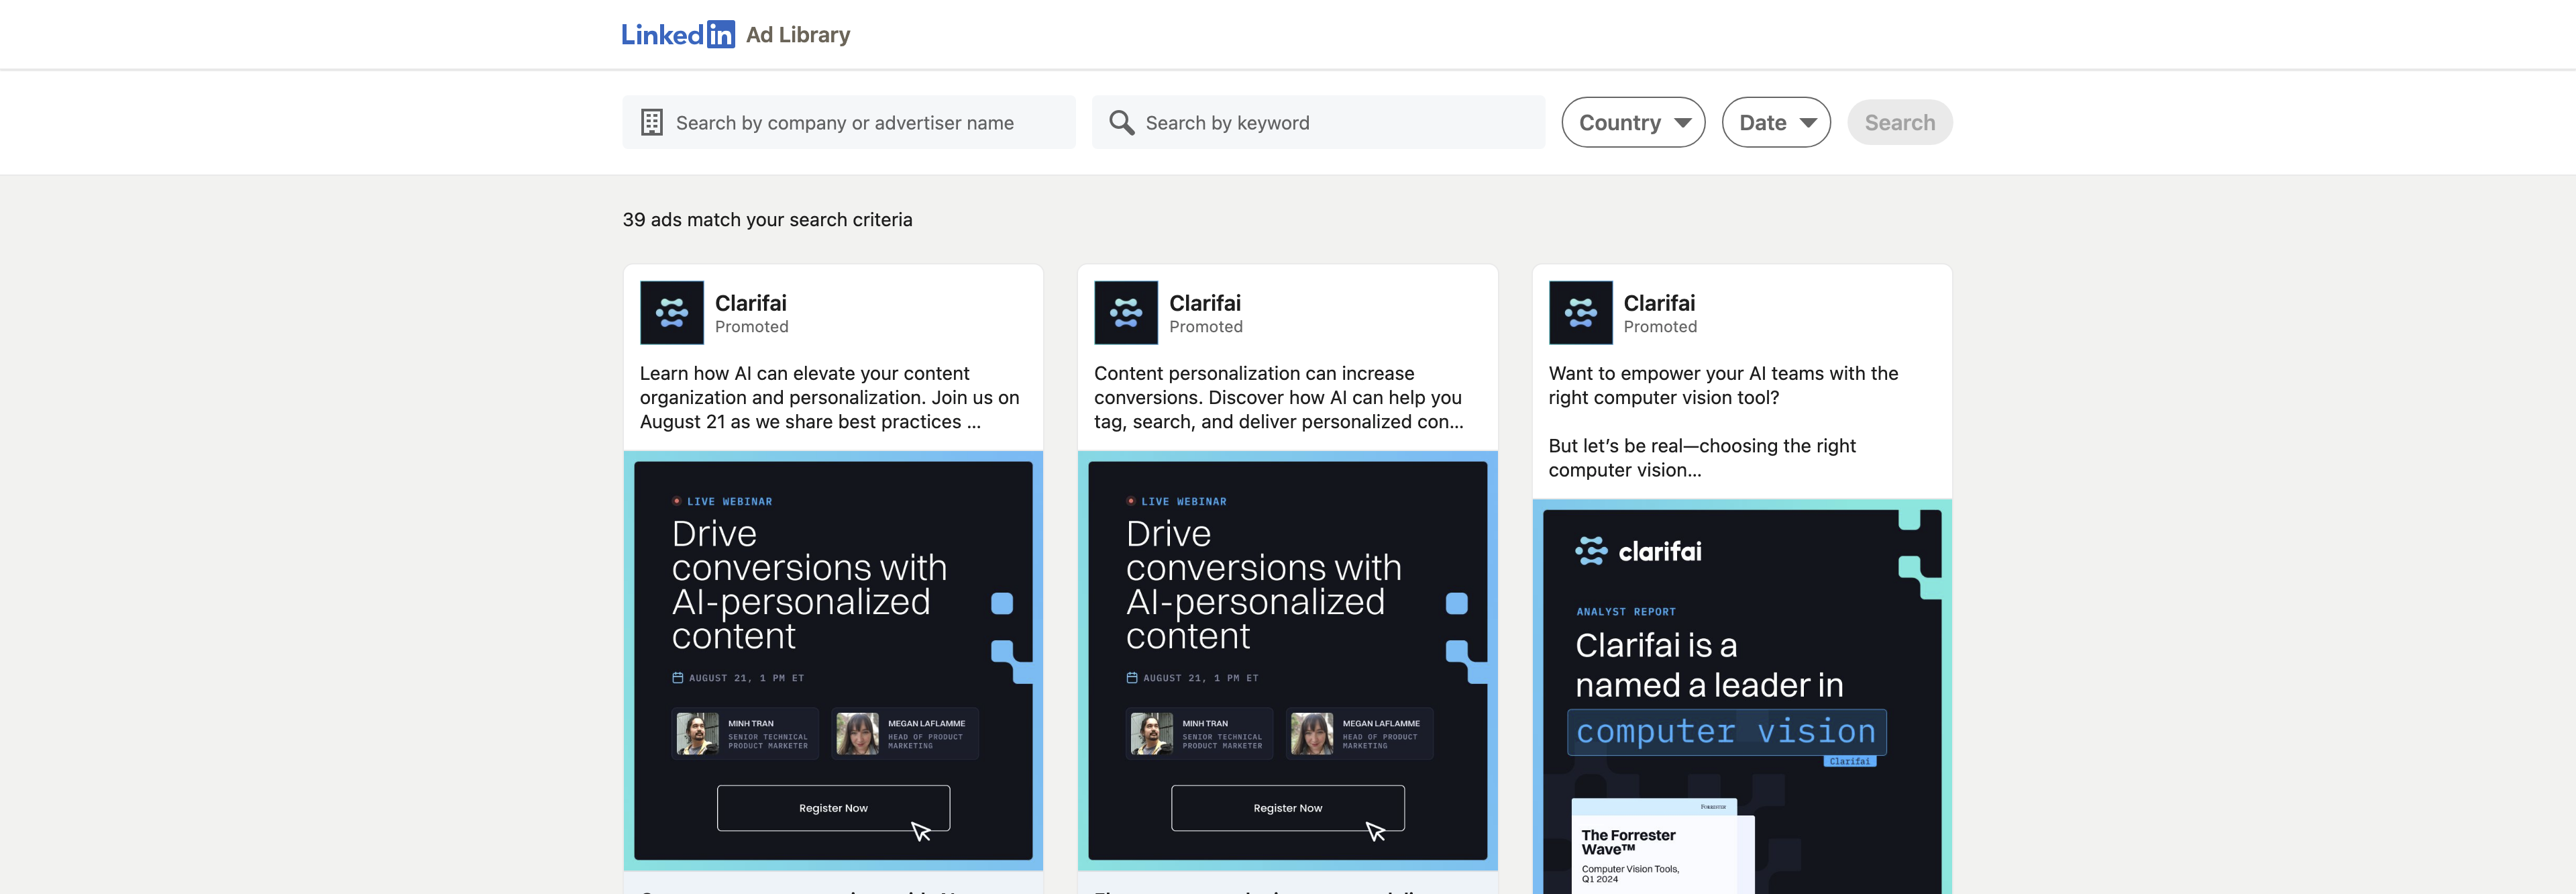 Linkedin Ad Library
Search by company or advertiser name
Search by keyword
Country
Date
Search
39 ads match your search criteria
Clarifai
Promoted
Learn how AI can elevate your content
organization and personalization. Join us on
August 21 as we share best practices ...
LIVE WEBINAR
Drive
conversions with
AI-personalized
content
AUGUST 21, 1 PM ET
MINH TRAN
SENIOR TECHNICAL
PRODUCT MARKETER
MEGAN LAFLAMME
HEAD OF PRODUCT
MARKETING
Register Now
Clarifai
Promoted
Content personalization can increase
conversions. Discover how AI can help you
tag, search, and deliver personalized con...
LIVE WEBINAR
Drive
conversions with
AI-personalized
content
AUGUST 21, 1 PM ET
MINH TRAN
SENIOR TECHNICAL
PRODUCT MARKETER
MEGAN LAFLAMME
HEAD OF PRODUCT
MARKETING
Register Now
Clarifai
Promoted
Want to empower your AI teams with the
right computer vision tool?
But let’s be real—choosing the right
computer vision...
clarifai
ANALYST REPORT
Clarifai is a
named a leader in
computer vision
Clarifai
FORRESTER
The Forrester
Wave™
Computer Vision Tools,
Q1 2024